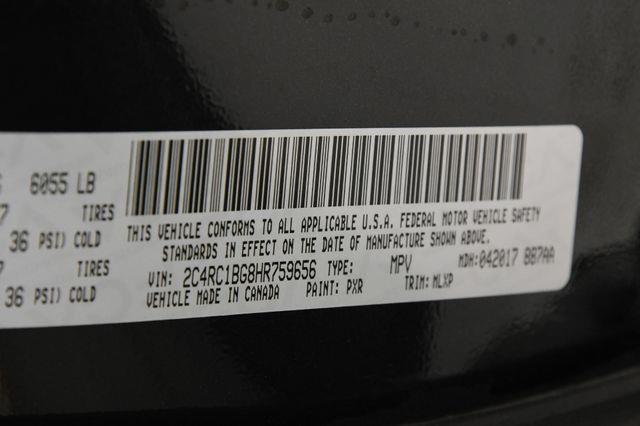 6055 LB
TIRES
36 PSI) COLD
TIRES
36 PSI) COLD
THIS VEHICLE CONFORMS TO ALL APPLICABLE U.S.A. FEDERAL MOTOR VEHICLE SAFETY
STANDARDS IN EFFECT ON THE DATE OF MANUFACTURE SHOWN ABOVE.
VIN: 2C4RC1BG8HR759656 TYPE: MPV MDH:042017 BB7AA
VEHICLE MADE IN CANADA PAINT: PXR TRIM: MLXP